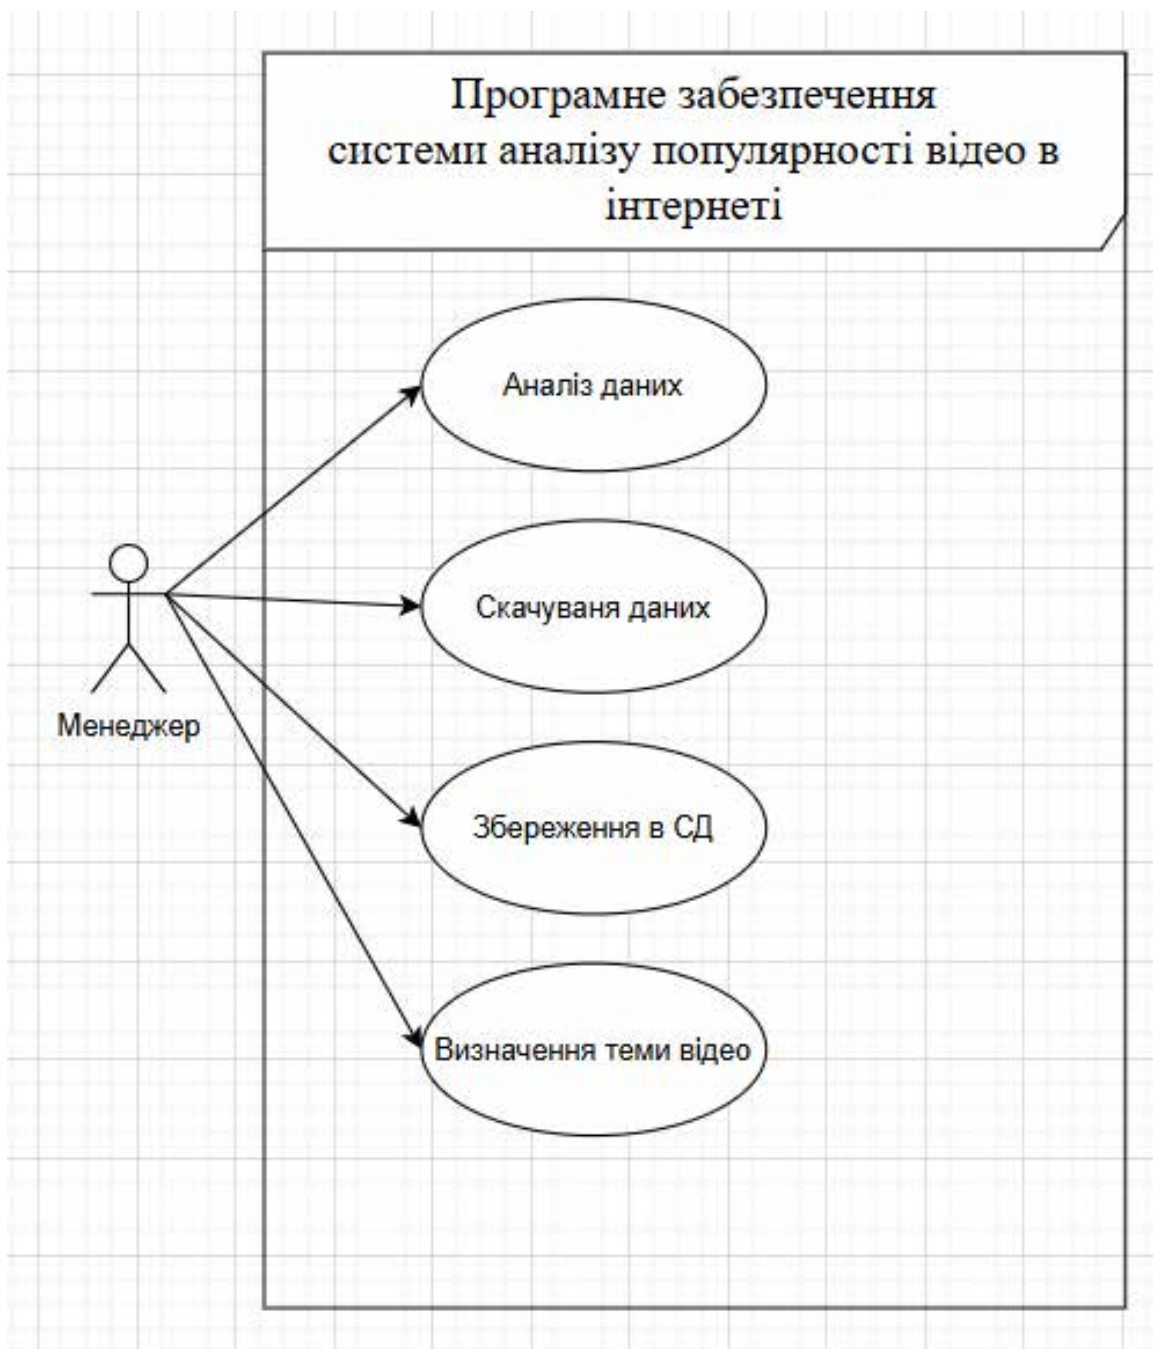 Програмне забезпечення
системи аналізу популярності відео в
інтернеті
Аналіз даних
Скачуваня даних
Менеджер
Збереження в СД
Визначення теми відео